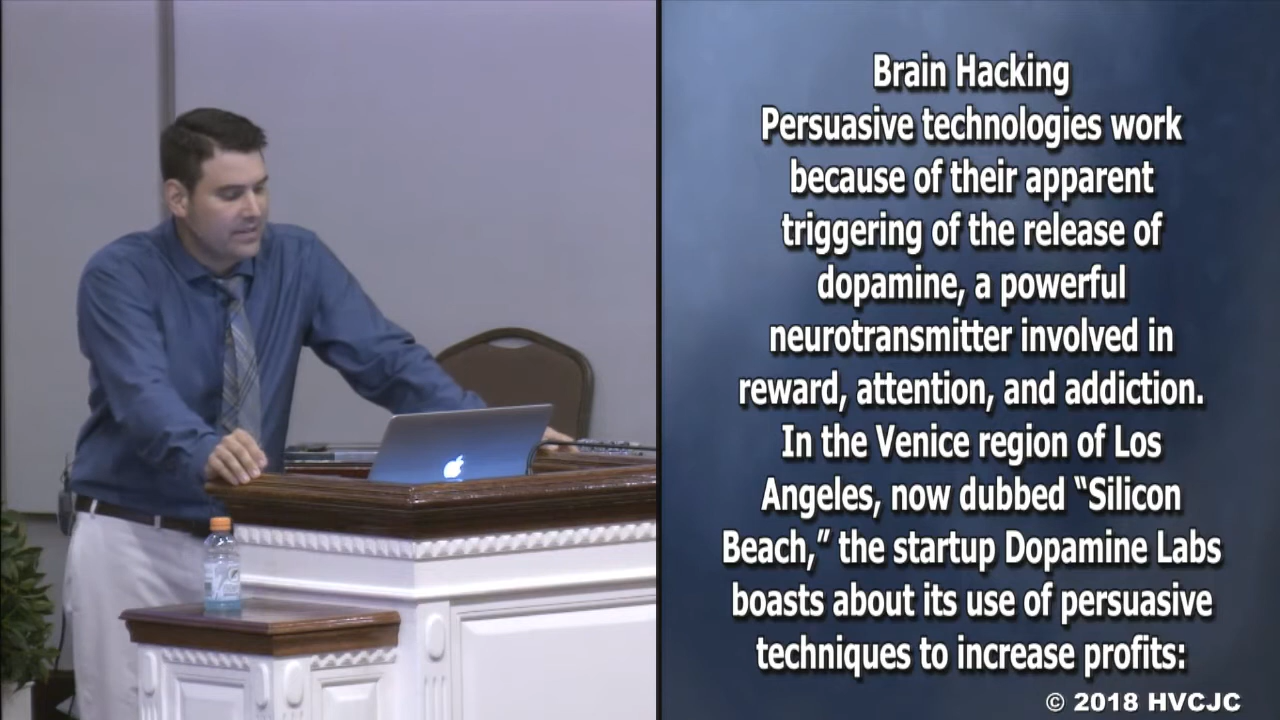 Brain Hacking
Persuasive technologies work
because of their apparent
triggering of the release of
dopamine, a powerful
neurotransmitter involved in
reward, attention, and addiction.
In the Venice region of Los
Angeles, now dubbed “Silicon
Beach,” the startup Dopamine Labs
boasts about its use of persuasive
techniques to increase profits:
© 2018 HVCJC